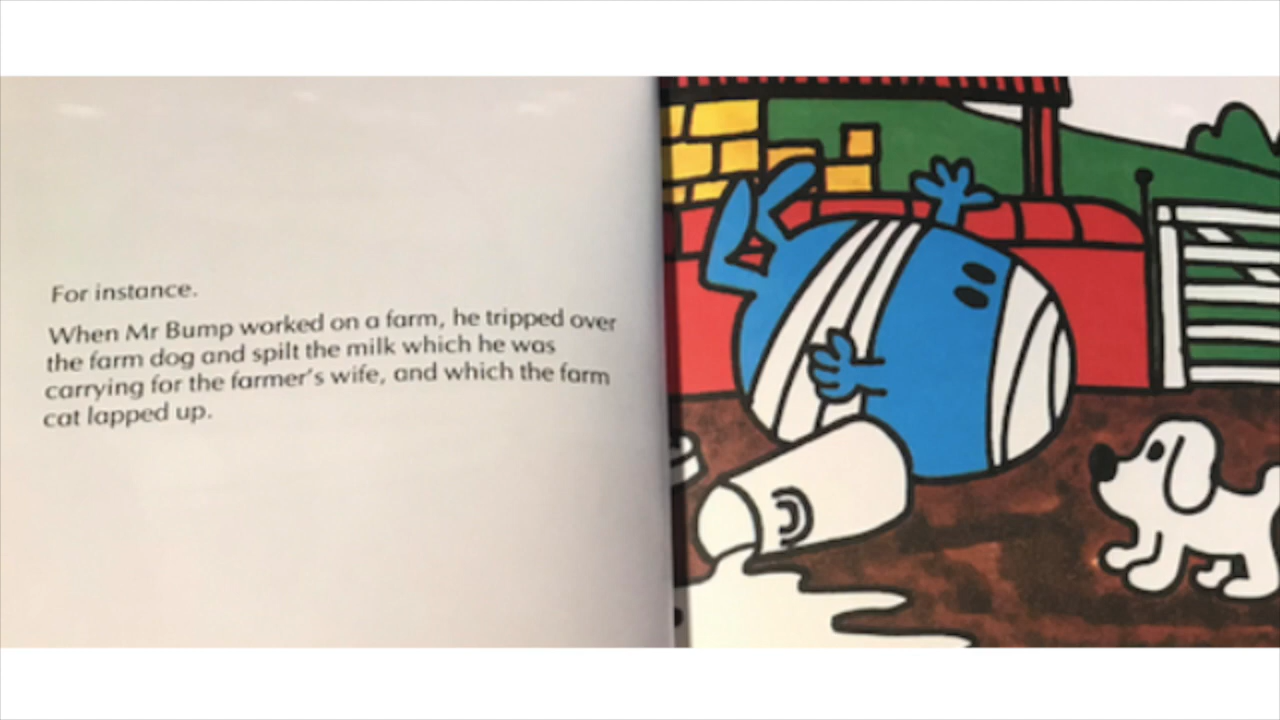 For instance.
When Mr Bump worked on a farm, he tripped over
the farm dog and spilt the milk which he was
carrying for the farmer's wife, and which the farm
cat lapped up.